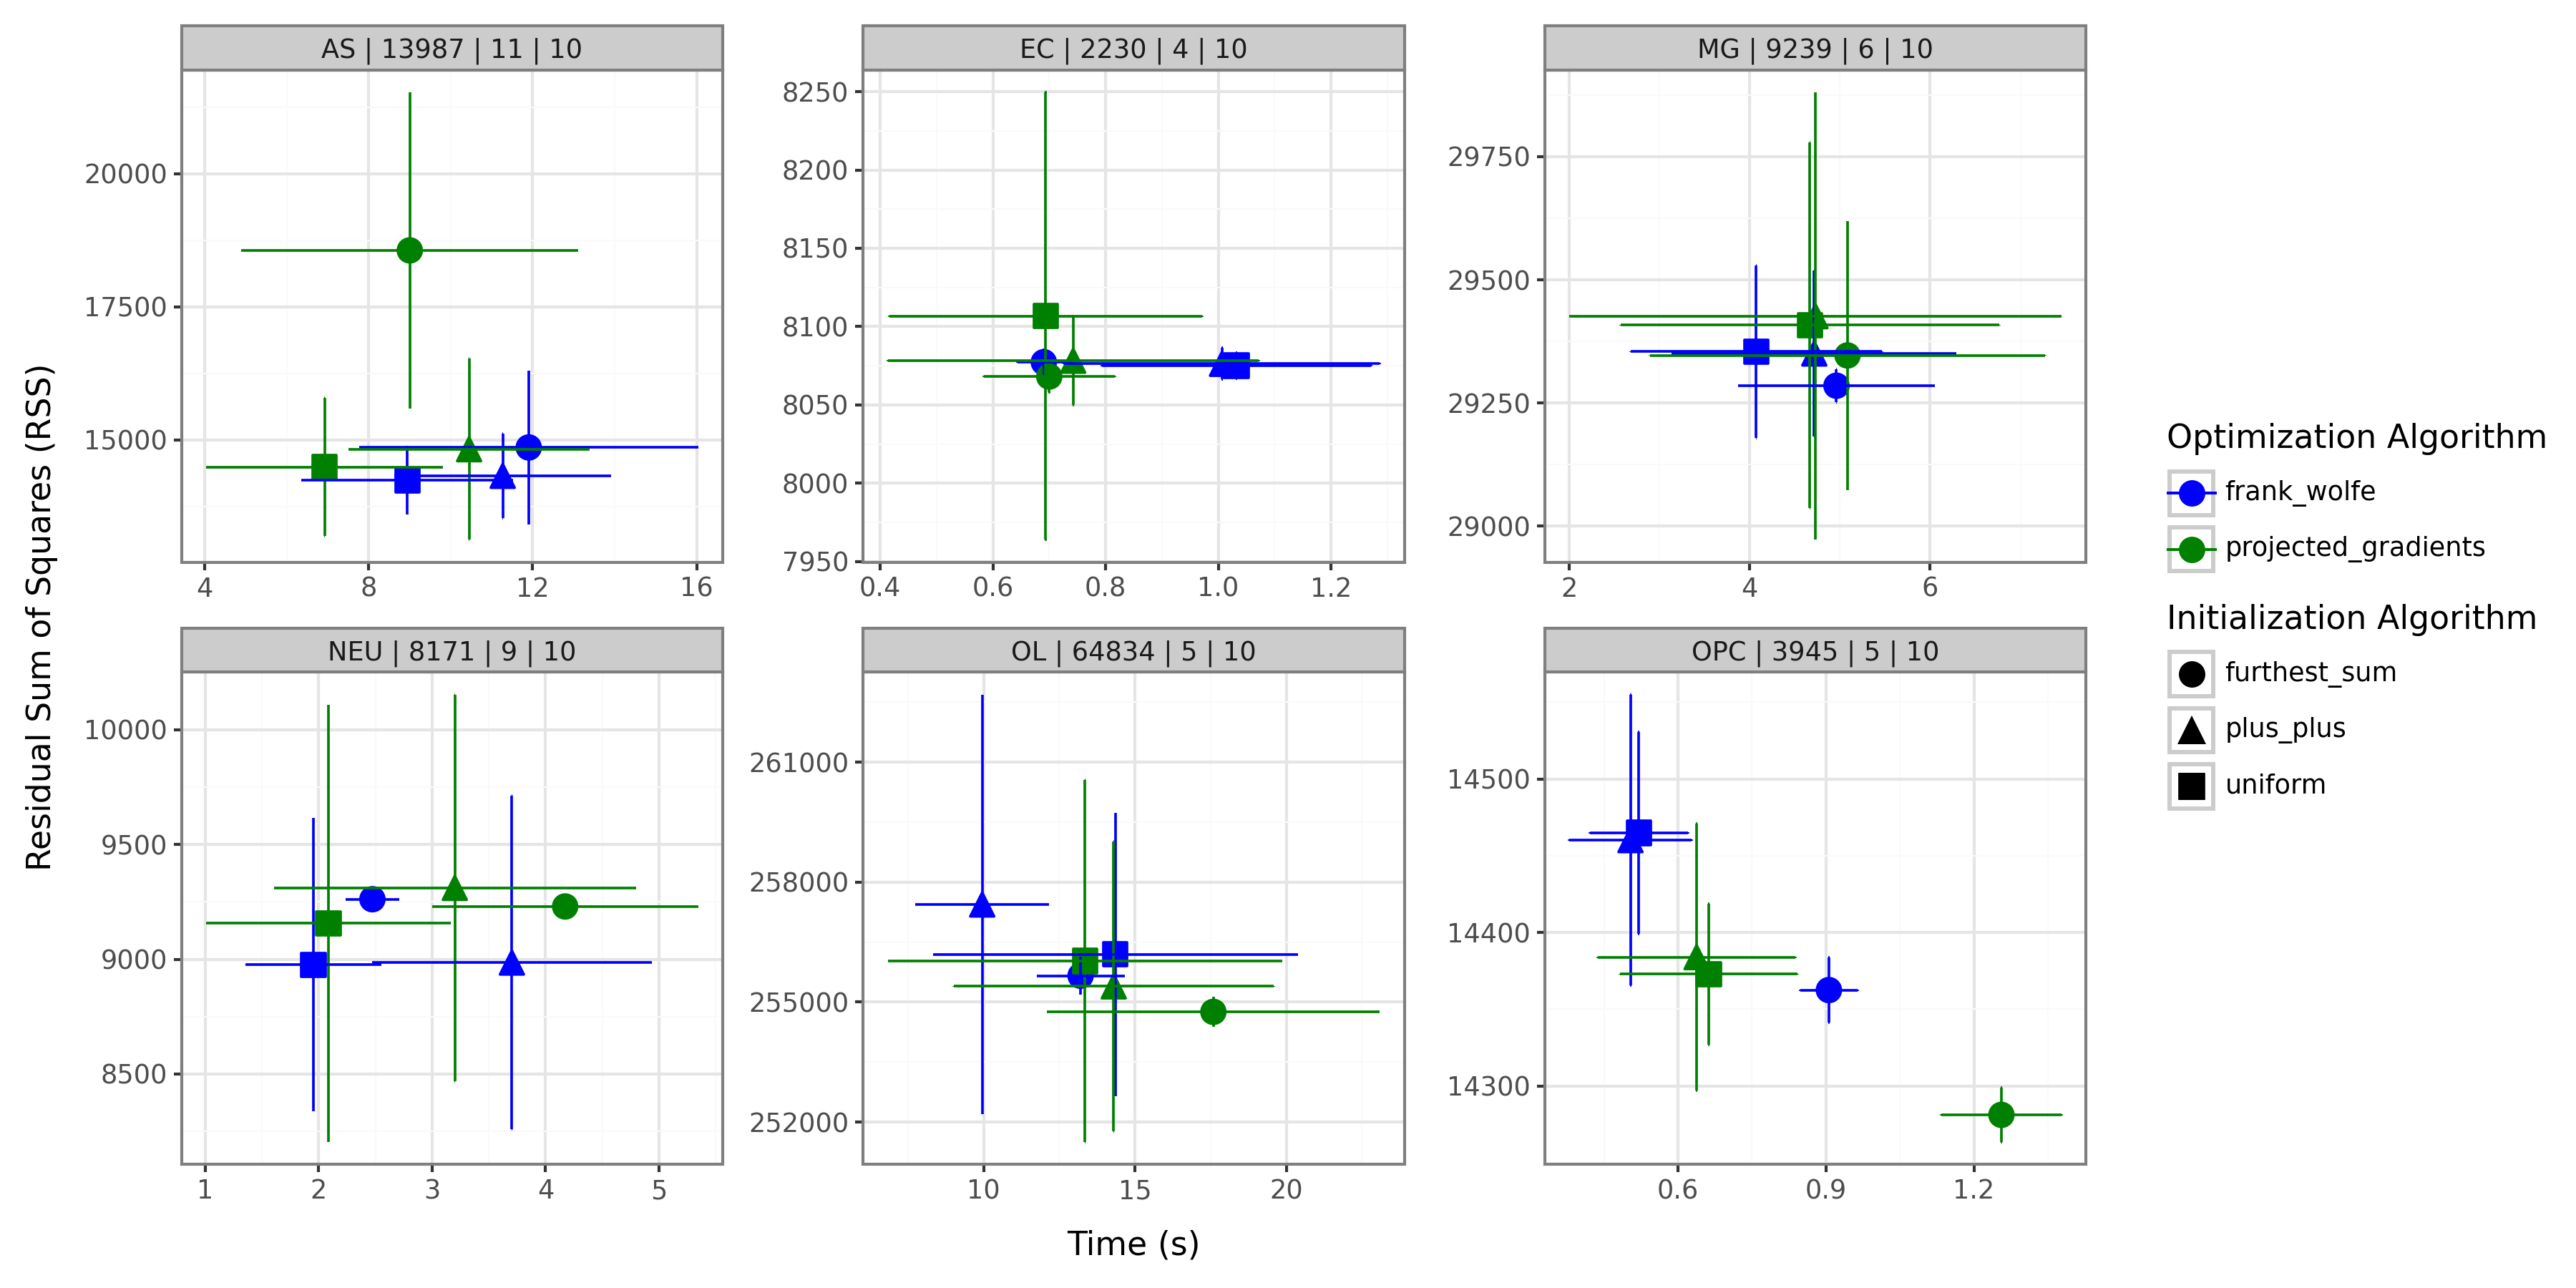 Residual Sum of Squares (RSS)
AS | 13987 | 11 | 10
20000
17500
15000
4 8 12 16
EC | 2230 | 4 | 10
8250
8200
8150
8100
8050
8000
7950
0.4 0.6 0.8 1.0 1.2
MG | 9239 | 6 | 10
29750
29500
29250
29000
2 4 6
NEU | 8171 | 9 | 10
10000
9500
9000
8500
1 2 3 4 5
OL | 64834 | 5 | 10
261000
258000
255000
252000
10 15 20
OPC | 3945 | 5 | 10
14500
14400
14300
0.6 0.9 1.2
Time (s)
Optimization Algorithm
frank_wolfe
projected_gradients
Initialization Algorithm
furthest_sum
plus_plus
uniform